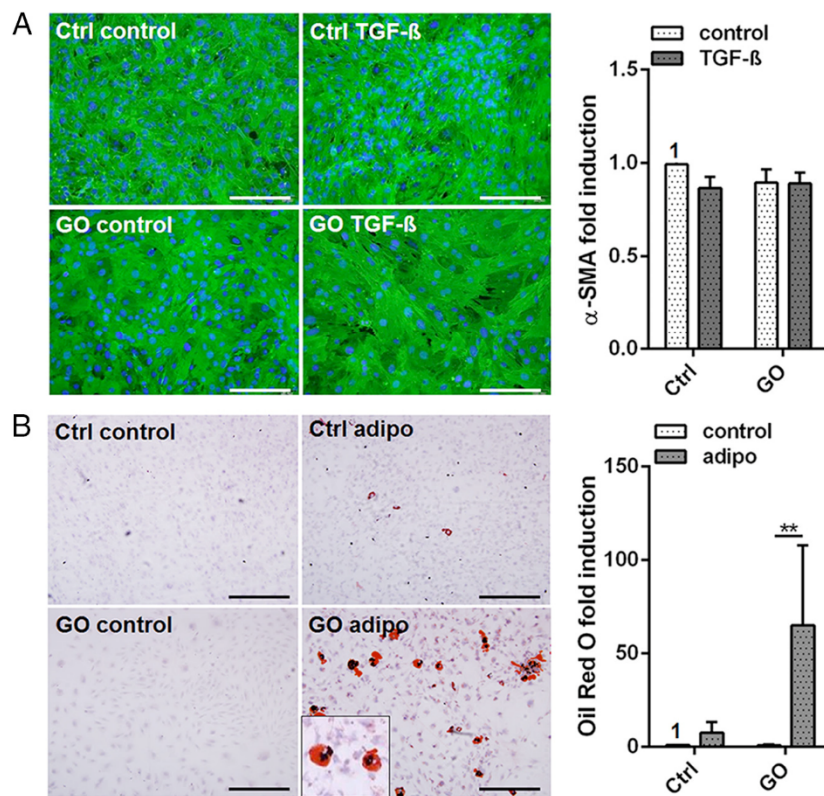 A
Ctrl control
Ctrl TGF-ß
GO control
GO TGF-ß
control
TGF-ß
α-SMA fold induction
1.5
1.0
0.5
0.0
1
Ctrl
GO
B
Ctrl control
Ctrl adipo
GO control
GO adipo
control
adipo
Oil Red O fold induction
150
100
50
0
1
**
Ctrl
GO